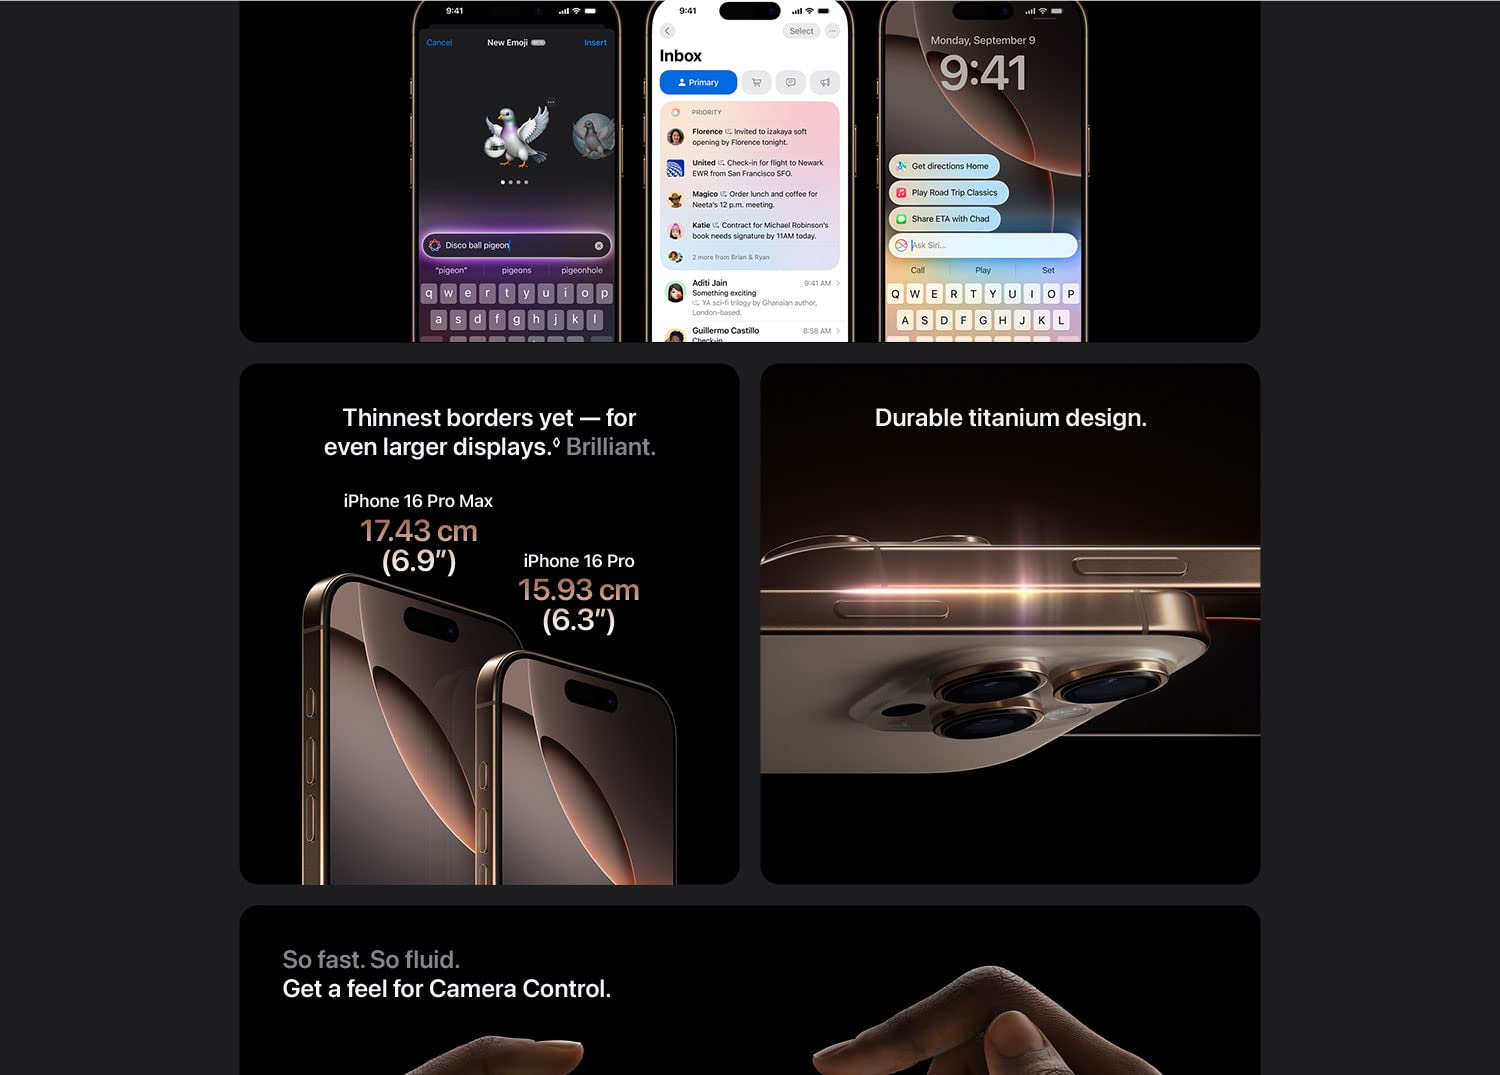 9:41
Cancel
New Emoji BETA
Insert
Disco ball pigeon
"pigeon"
pigeons
pigeonhole
q w e r t y u i o p
a s d f g h j k l
9:41
Select
Inbox
Primary
PRIORITY
Florence Invited to izakaya soft
opening by Florence tonight.
United Check-in for flight to Newark
EWR from San Francisco SFO.
Magico Order lunch and coffee for
Neeta's 12 p.m. meeting.
Katie Contract for Michael Robinson's
book needs signature by 11AM today.
2 more from Brian & Ryan
Aditi Jain 9:41 AM
Something exciting
YA sci-fi trilogy by Ghanaian author,
London-based.
Guillermo Castillo 8:58 AM
Check-in
Monday, September 9
9:41
Get directions Home
Play Road Trip Classics
Share ETA with Chad
Ask Siri...
Call
Play
Set
Q W E R T Y U I O P
A S D F G H J K L
Thinnest borders yet — for
even larger displays.◊ Brilliant.
iPhone 16 Pro Max
17.43 cm
(6.9″)
iPhone 16 Pro
15.93 cm
(6.3″)
Durable titanium design.
So fast. So fluid.
Get a feel for Camera Control.